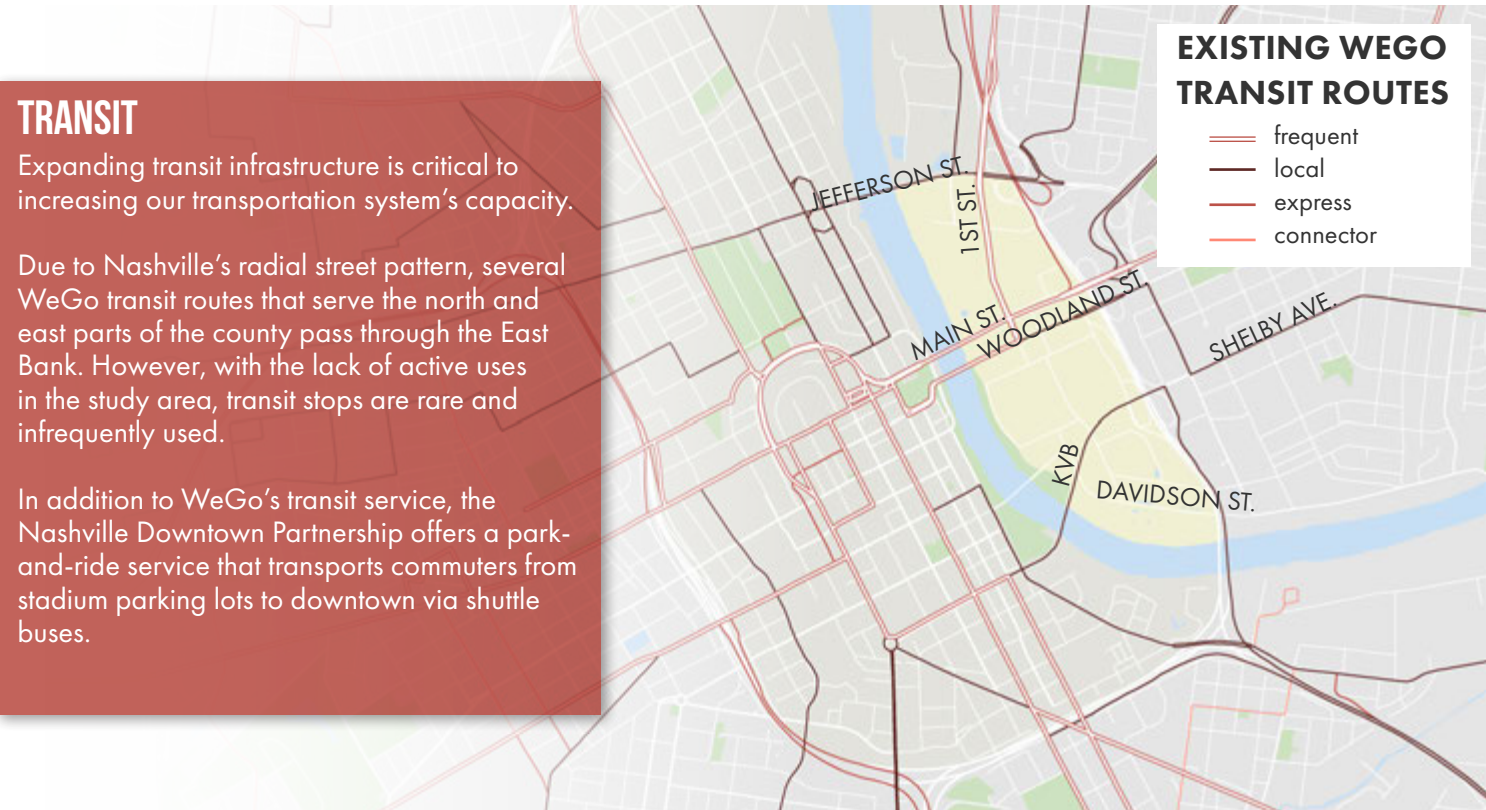 TRANSIT
Expanding transit infrastructure is critical to
increasing our transportation system's capacity.
Due to Nashville's radial street pattern, several
WeGo transit routes that serve the north and
east parts of the county pass through the East
Bank. However, with the lack of active uses
in the study area, transit stops are rare and
infrequently used.
In addition to WeGo's transit service, the
Nashville Downtown Partnership offers a park-
and-ride service that transports commuters from
stadium parking lots to downtown via shuttle
buses.
EXISTING WEGO
TRANSIT ROUTES
frequent
local
express
connector
JEFFERSON ST.
1ST ST.
MAIN ST.
WOODLAND ST.
SHELBY AVE.
KVB
DAVIDSON ST.